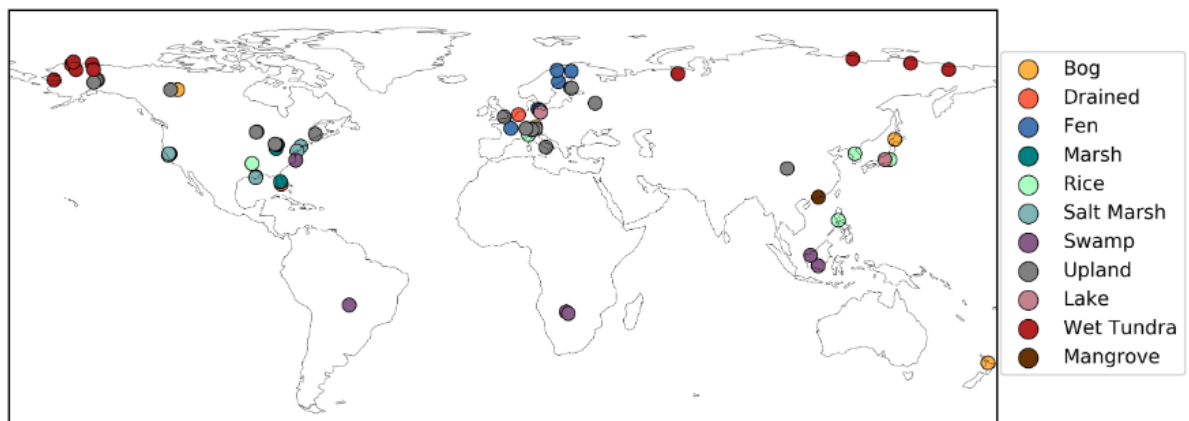 Bog
Drained
Fen
Marsh
Rice
Salt Marsh
Swamp
Upland
Lake
Wet Tundra
Mangrove